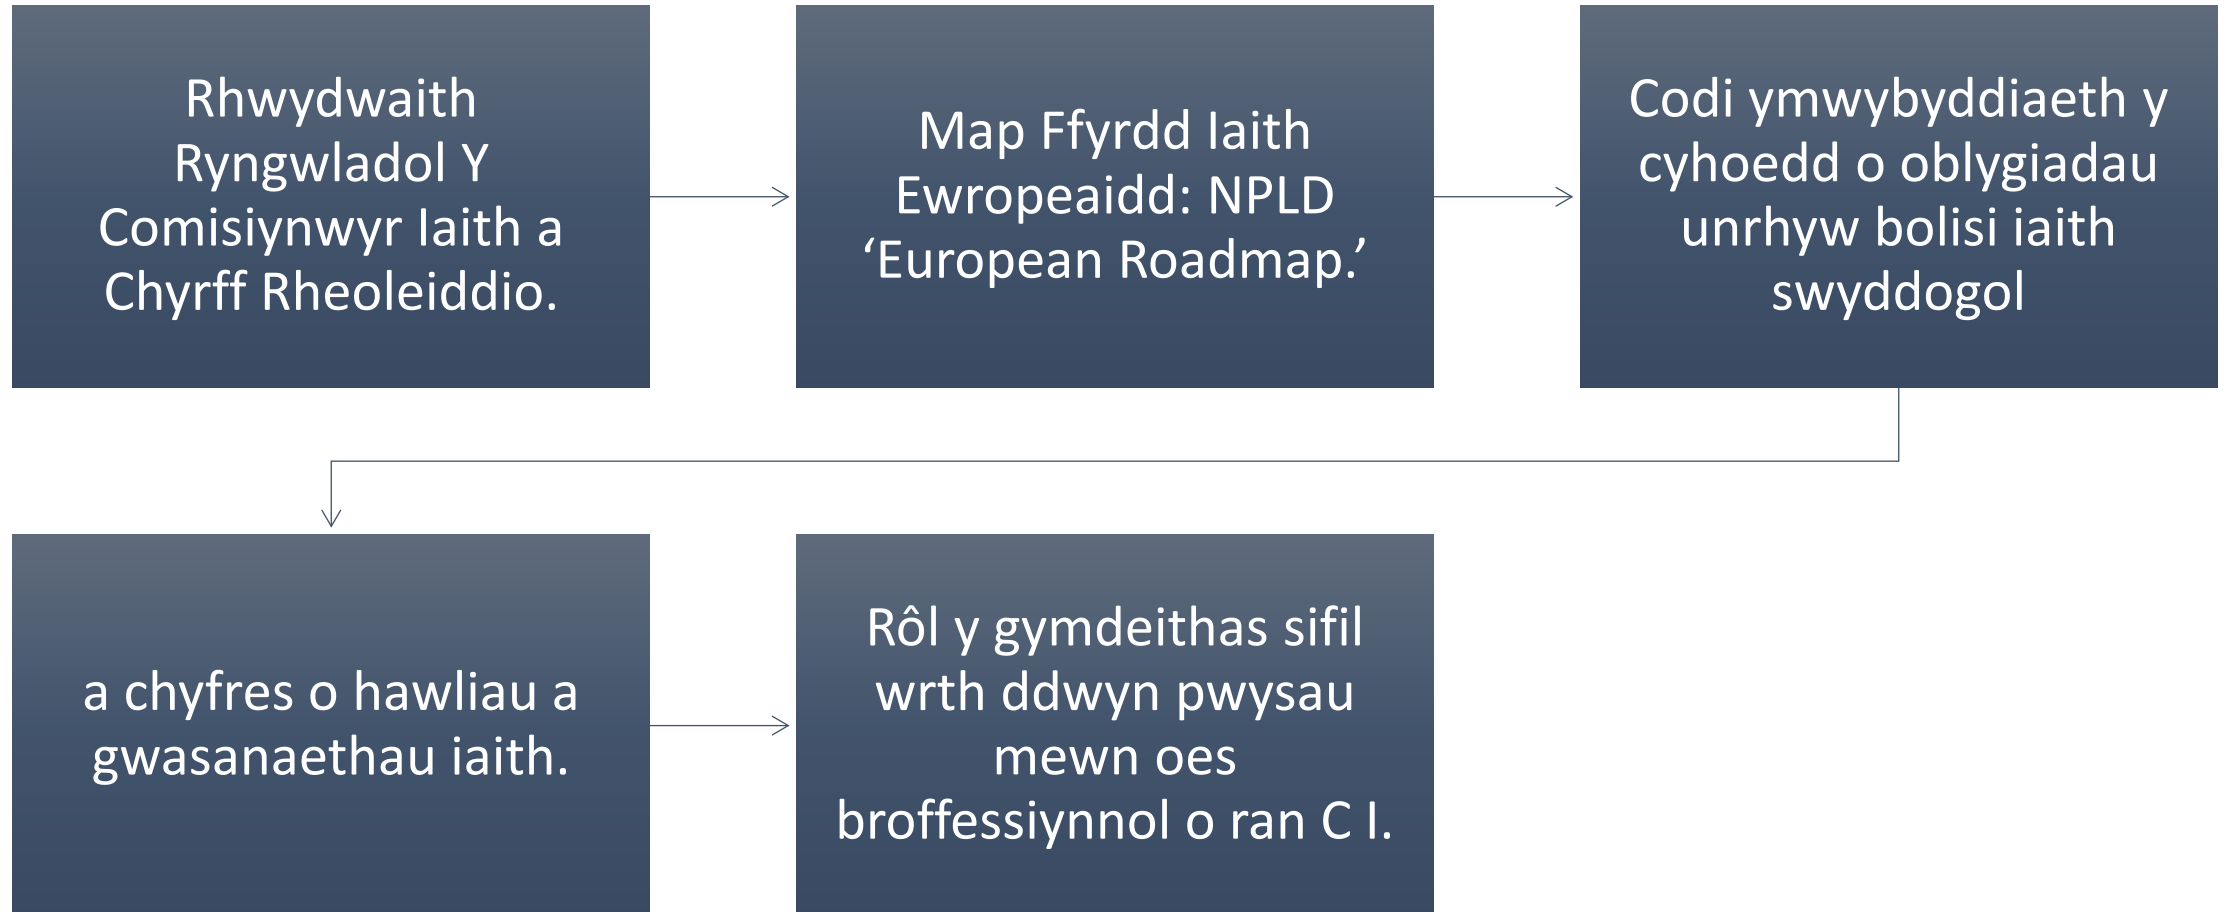 Rhwydwaith
Ryngwladol Y
Comisiynwyr Iaith a
Chyrff Rheoleiddio.
Map Ffyrdd Iaith
Ewropeaidd: NPLD
‘European Roadmap.’
Codi ymwybyddiaeth y
cyhoedd o oblygiadau
unrhyw bolisi iaith
swyddogol
a chyfres o hawliau a
gwasanaethau iaith.
Rôl y gymdeithas sifil
wrth ddwyn pwysau
mewn oes
broffessiynnol o ran C I.